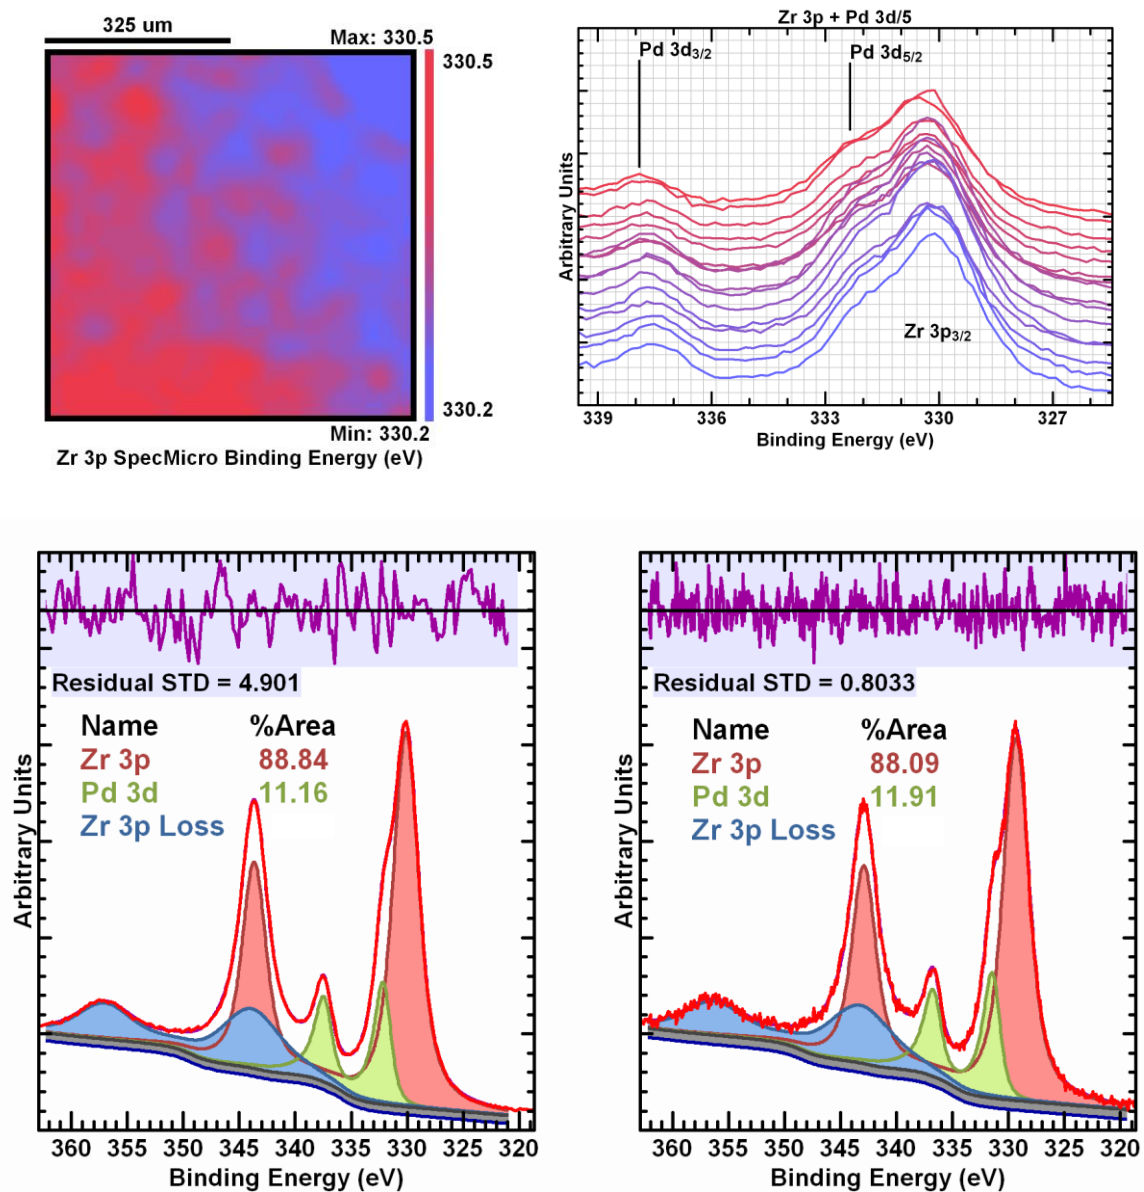 325 um
Max: 330.5
330.5
330.2
Min: 330.2
Zr 3p SpecMicro Binding Energy (eV)
Zr 3p + Pd 3d/5
Pd 3d3/2
Pd 3d5/2
Arbitrary Units
Zr 3p3/2
339 336 333 330 327
Binding Energy (eV)
Residual STD = 4.901
Name %Area
Zr 3p 88.84
Pd 3d 11.16
Zr 3p Loss
Arbitrary Units
360 355 350 345 340 335 330 325 320
Binding Energy (eV)
Residual STD = 0.8033
Name %Area
Zr 3p 88.09
Pd 3d 11.91
Zr 3p Loss
Arbitrary Units
360 355 350 345 340 335 330 325 320
Binding Energy (eV)